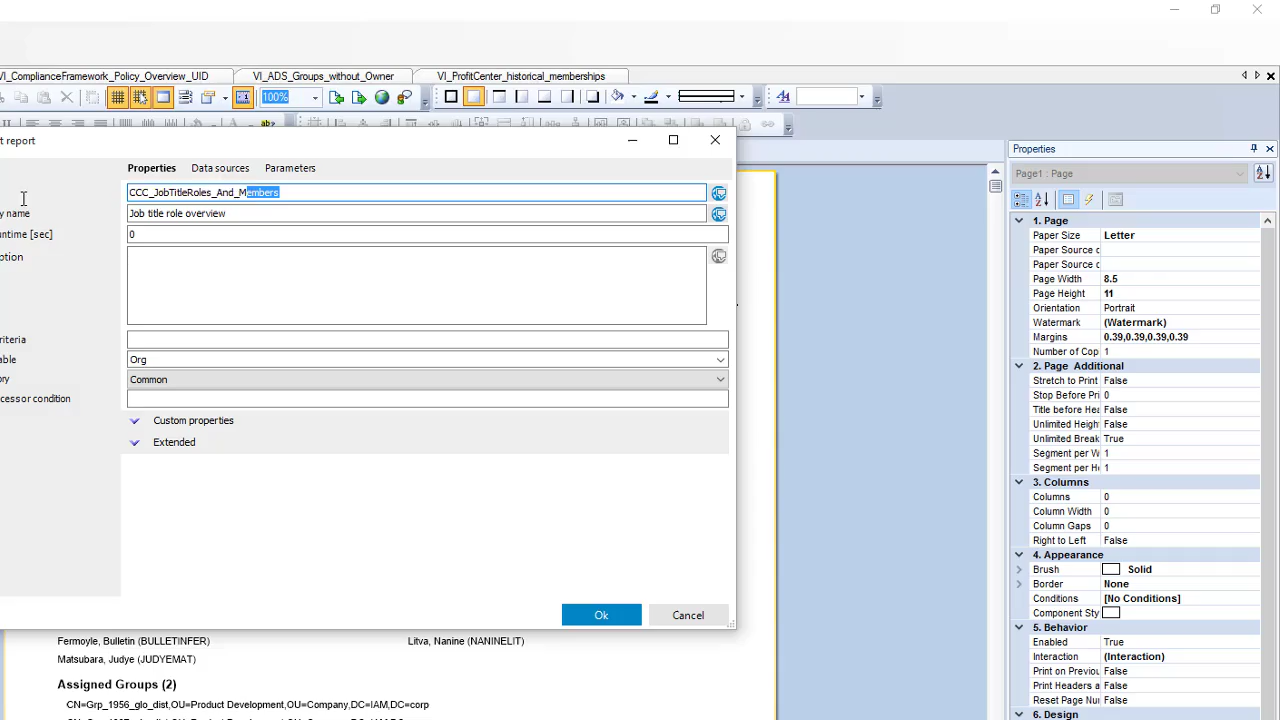 VI_ComplianceFramework_Policy_Overview_UID VI_ADS_Groups_without_Owner VI_ProfitCenter_historical_memberships
100%
t report
Properties Data sources Parameters
CCC_JobTitleRoles_And_Members
y name Job title role overview
untime [sec] 0
ption
riteria
able Org
ry Common
cessor condition
Custom properties
Extended
Ok Cancel
Fermoyle, Bulletin (BULLETINFER) Litva, Nanine (NANINELIT)
Matsubara, Judye (JUDYEMAT)
Assigned Groups (2)
CN=Grp_1956_glo_dist,OU=Product Development,OU=Company,DC=IAM,DC=corp
Properties
Page1 : Page
1. Page
Paper Size Letter
Paper Source c
Paper Source c
Page Width 8.5
Page Height 11
Orientation Portrait
Watermark (Watermark)
Margins 0.39,0.39,0.39,0.39
Number of Cop 1
2. Page Additional
Stretch to Print False
Stop Before Pri 0
Title before Hea False
Unlimited Height False
Unlimited Break True
Segment per W 1
Segment per H 1
3. Columns
Columns 0
Column Width 0
Column Gaps 0
Right to Left False
4. Appearance
Brush Solid
Border None
Conditions [No Conditions]
Component Sty
5. Behavior
Enabled True
Interaction (Interaction)
Print on Previou False
Print Headers a False
Reset Page Nur False
6. Design